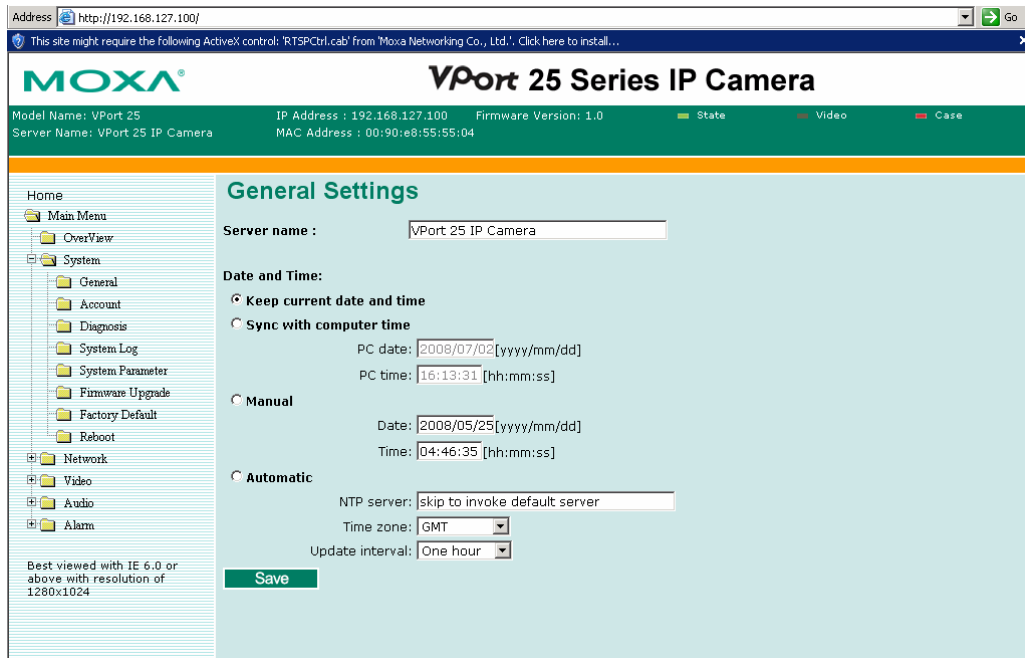 Address http://192.168.127.100/ Go
This site might require the following ActiveX control: 'RTSPCtrl.cab' from 'Moxa Networking Co., Ltd.'. Click here to install...
MOXA® VPort 25 Series IP Camera
Model Name: VPort 25 IP Address : 192.168.127.100 Firmware Version: 1.0 State Video Case
Server Name: VPort 25 IP Camera MAC Address : 00:90:e8:55:55:04
Home
Main Menu
OverView
System
General
Account
Diagnosis
System Log
System Parameter
Firmware Upgrade
Factory Default
Reboot
Network
Video
Audio
Alarm
Best viewed with IE 6.0 or
above with resolution of
1280x1024
General Settings
Server name : VPort 25 IP Camera
Date and Time:
Keep current date and time
Sync with computer time
PC date: 2008/07/02 [yyyy/mm/dd]
PC time: 16:13:31 [hh:mm:ss]
Manual
Date: 2008/05/25 [yyyy/mm/dd]
Time: 04:46:35 [hh:mm:ss]
Automatic
NTP server: skip to invoke default server
Time zone: GMT
Update interval: One hour
Save